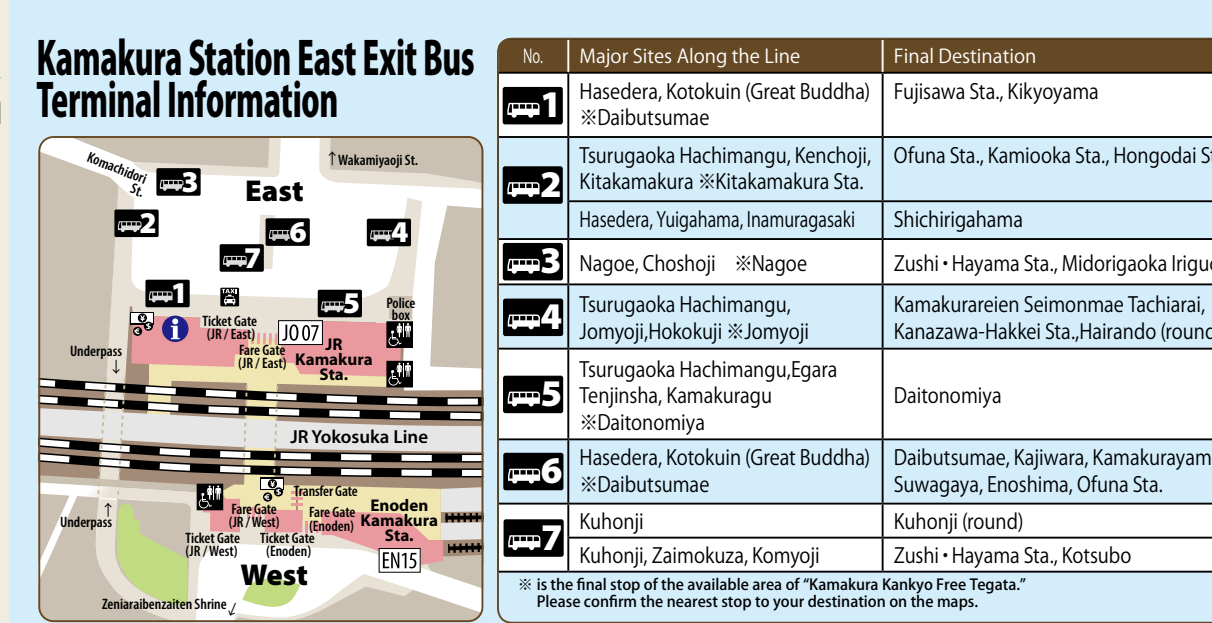 Kamakura Station East Exit Bus
Terminal Information
Komachidori
St.
↑Wakamiyaoji St.
3
East
2
6
4
7
1
TAXI
5
Police
box
Ticket Gate
(JR / East)
JO 07
Fare Gate
(JR / East)
JR
Kamakura
Sta.
Underpass
↓
JR Yokosuka Line
Transfer Gate
Fare Gate
(JR / West)
Fare Gate
(Enoden)
Enoden
Kamakura
Sta.
↑
Underpass
Ticket Gate
(JR / West)
Ticket Gate
(Enoden)
EN15
West
Zeniaraibenzaiten Shrine↙
No. Major Sites Along the Line Final Destination
1 Hasedera, Kotokuin (Great Buddha) Fujisawa Sta., Kikyoyama
※Daibutsumae
2 Tsurugaoka Hachimangu, Kenchoji, Ofuna Sta., Kamiooka Sta., Hongodai
Kitakamakura ※Kitakamakura Sta.
Hasedera, Yuigahama, Inamuragasaki Shichirigahama
3 Nagoe, Choshoji ※Nagoe Zushi・Hayama Sta., Midorigaoka
4 Tsurugaoka Hachimangu, Kamakurareien Seimonmae Tachiarai,
Jomyoji,Hokokuji ※Jomyoji Kanazawa-Hakkei Sta.,Hairando
5 Tsurugaoka Hachimangu,Egara
Tenjinsha, Kamakuragu Daitonomiya
※Daitonomiya
6 Hasedera, Kotokuin (Great Buddha) Daibutsumae, Kajiwara,
※Daibutsumae Suwagaya, Enoshima, Ofuna Sta.
7 Kuhonji Kuhonji (round)
Kuhonji, Zaimokuza, Komyoji Zushi・Hayama Sta., Kotsubo
※ is the final stop of the available area of “Kamakura Kankyo Free Tegata.”
Please confirm the nearest stop to your destination on the maps.